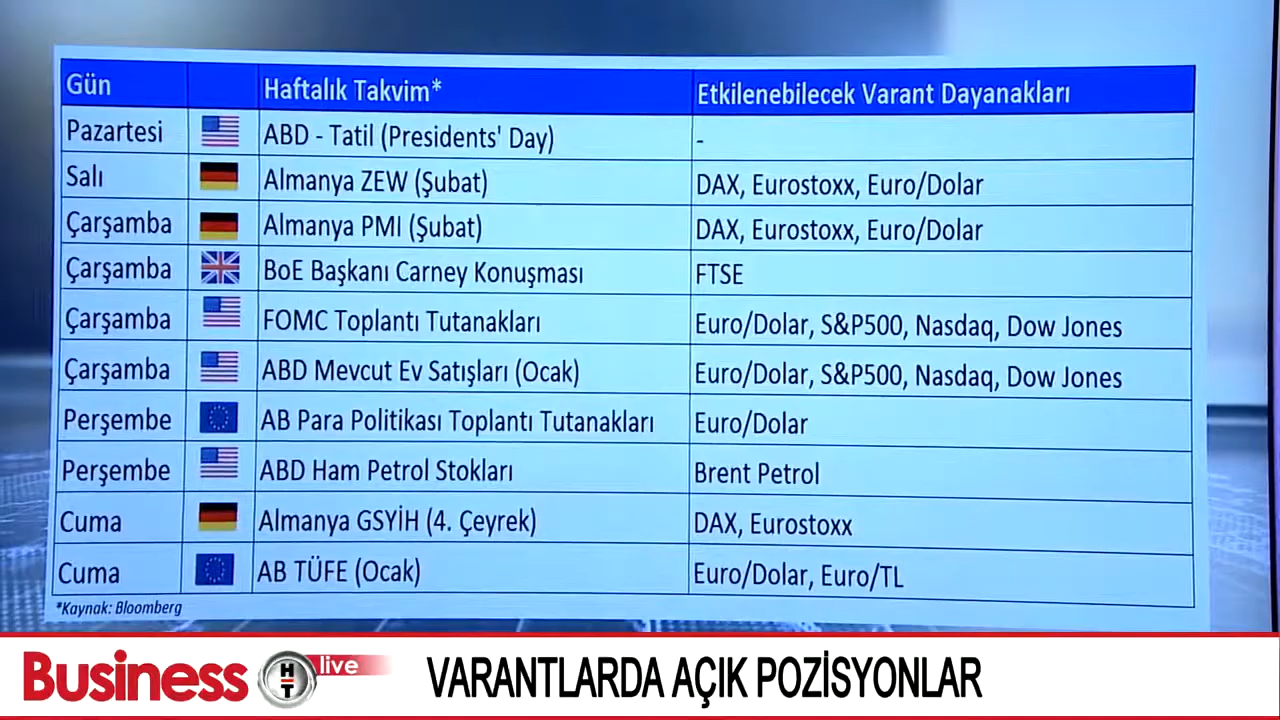 Gün Haftalık Takvim* Etkilenebilecek Varant Dayanakları
Pazartesi ABD - Tatil (Presidents' Day) -
Salı Almanya ZEW (Şubat) DAX, Eurostoxx, Euro/Dolar
Çarşamba Almanya PMI (Şubat) DAX, Eurostoxx, Euro/Dolar
Çarşamba BoE Başkanı Carney Konuşması FTSE
Çarşamba FOMC Toplantı Tutanakları Euro/Dolar, S&P500, Nasdaq, Dow Jones
Çarşamba ABD Mevcut Ev Satışları (Ocak) Euro/Dolar, S&P500, Nasdaq, Dow Jones
Perşembe AB Para Politikası Toplantı Tutanakları Euro/Dolar
Perşembe ABD Ham Petrol Stokları Brent Petrol
Cuma Almanya GSYİH (4. Çeyrek) DAX, Eurostoxx
Cuma AB TÜFE (Ocak) Euro/Dolar, Euro/TL
*Kaynak: Bloomberg
Business HT live VARANTLARDA AÇIK POZİSYONLAR